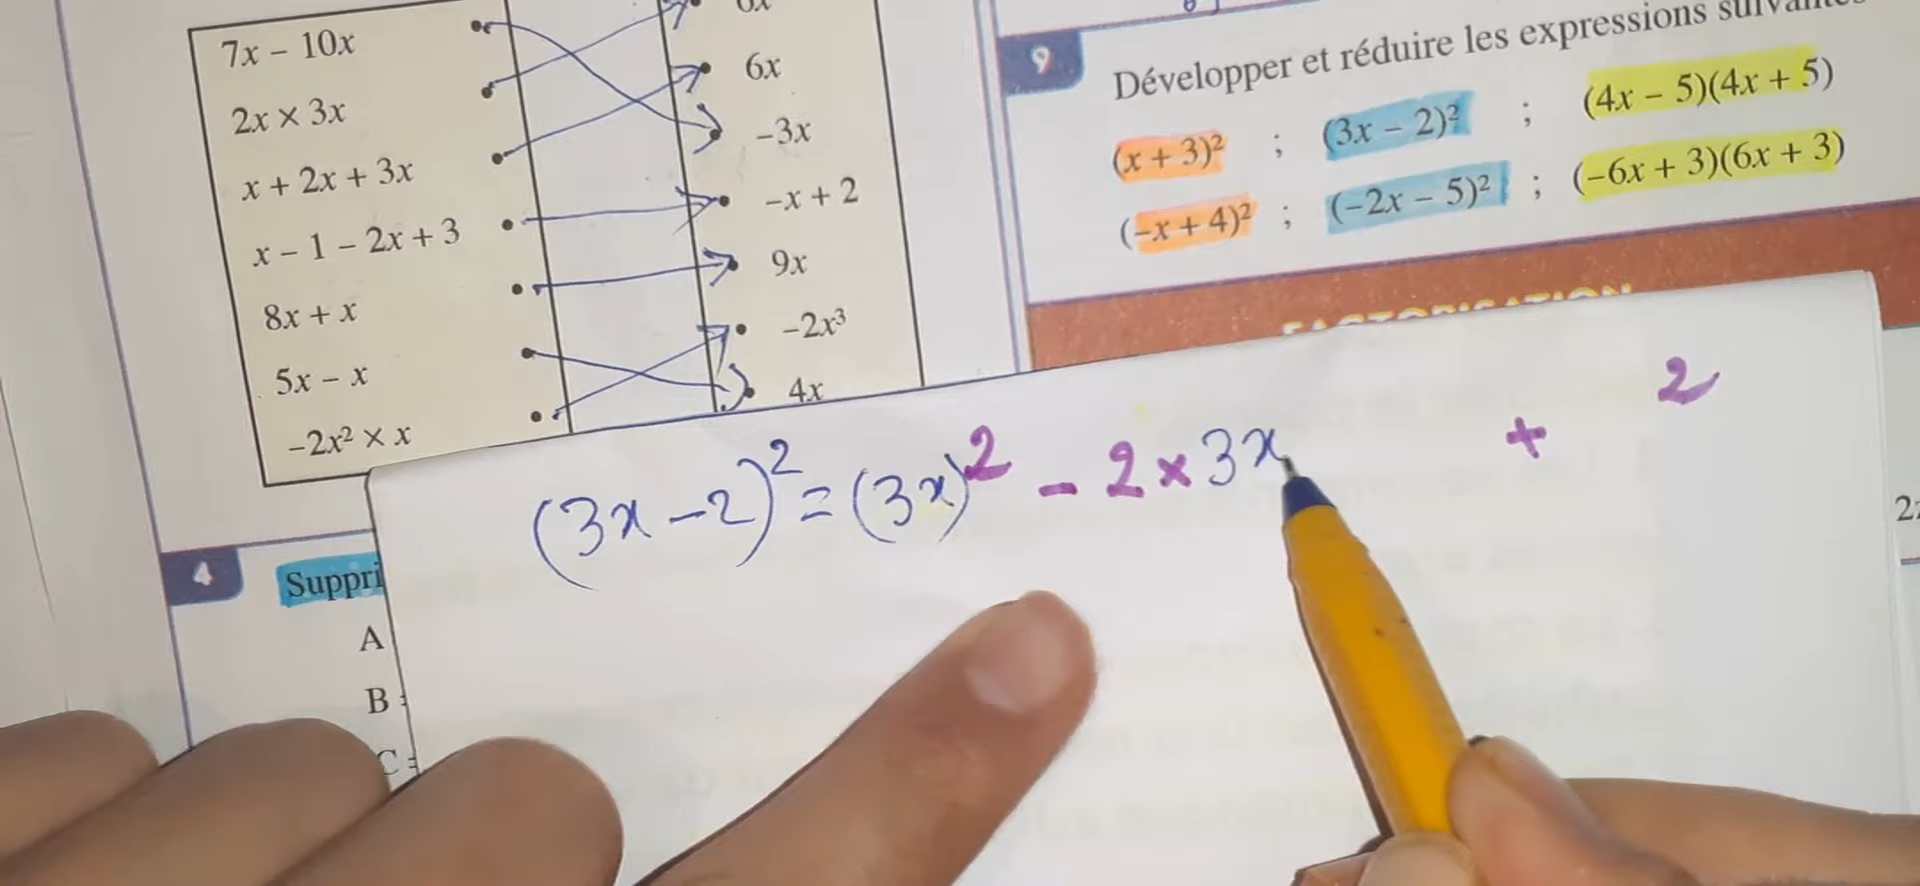 7x – 10x
2x × 3x
x + 2x + 3x
x – 1 – 2x + 3
8x + x
5x – x
–2x² × x
6x
–3x
–x + 2
9x
–2x³
4x
9
Développer et réduire les expressions
(x + 3)² ; (3x – 2)² ; (4x – 5)(4x + 5)
(–x + 4)² ; (–2x – 5)² ; (–6x + 3)(6x + 3)
FACTORISATION
(3x – 2)² = (3x)² – 2 × 3x + 2
4
Suppri
A
B
C